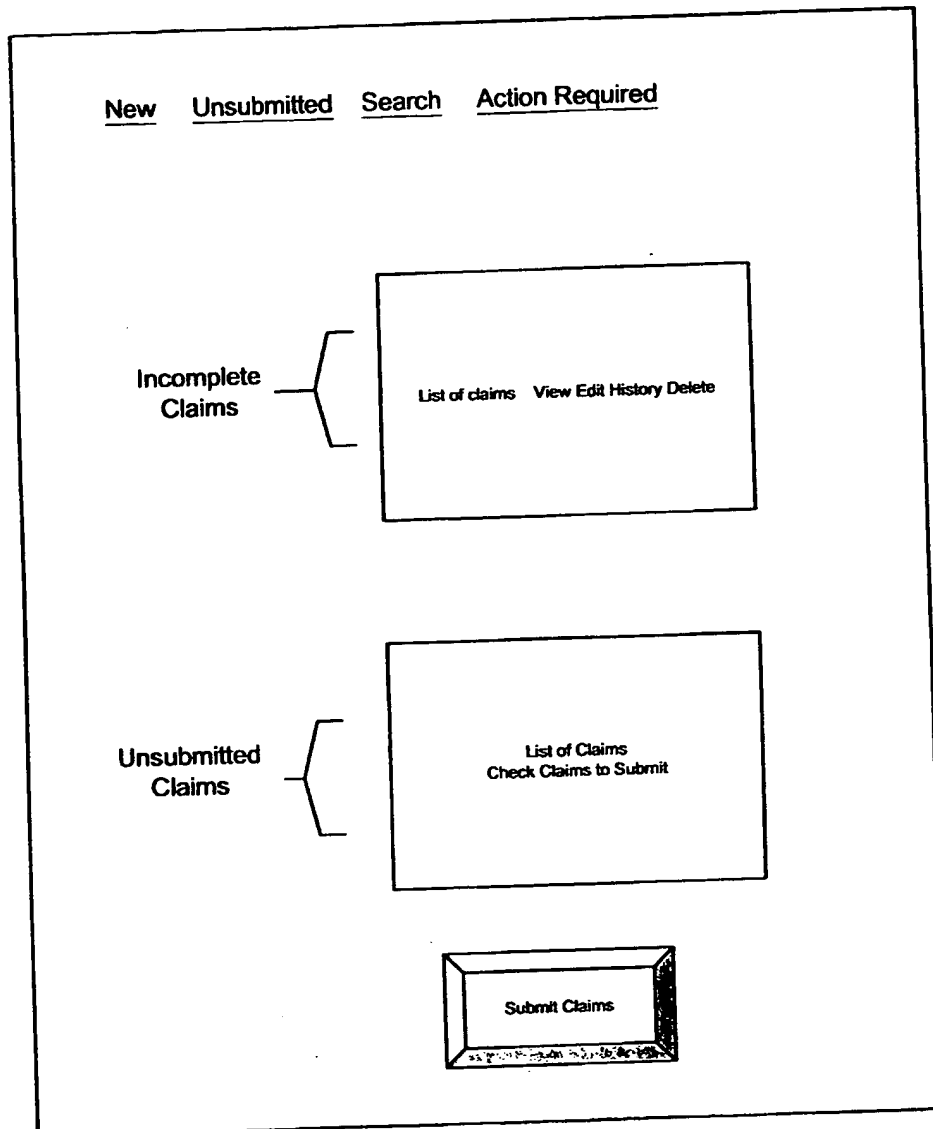 New Unsubmitted Search Action Required
Incomplete
Claims
List of claims View Edit History Delete
Unsubmitted
Claims
List of Claims
Check Claims to Submit
Submit Claims